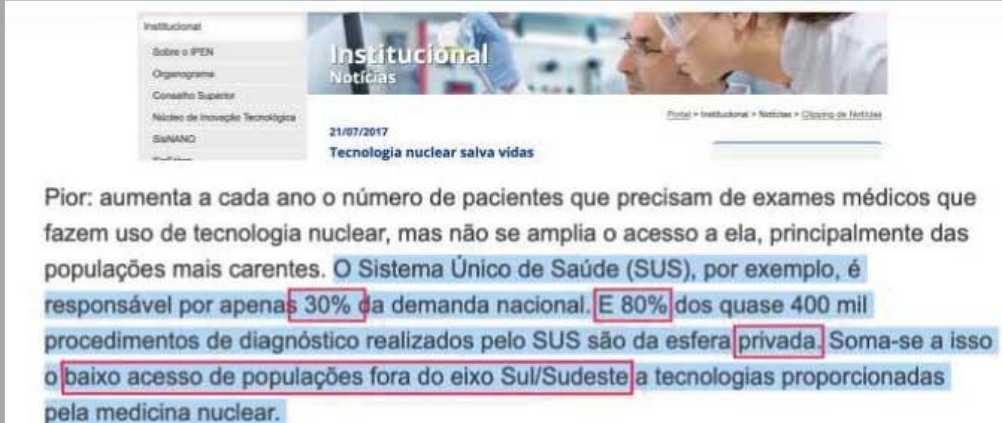 Institucional
Sobre o IPEN
Organograma
Conselho Superior
Núcleo de Inovação Tecnológica
SisNANO
Institucional
Notícias
Portal > Institucional > Notícias > Clipping de Notícias
21/07/2017
Tecnologia nuclear salva vidas
Pior: aumenta a cada ano o número de pacientes que precisam de exames médicos que
fazem uso de tecnologia nuclear, mas não se amplia o acesso a ela, principalmente das
populações mais carentes. O Sistema Único de Saúde (SUS), por exemplo, é
responsável por apenas 30% da demanda nacional. E 80% dos quase 400 mil
procedimentos de diagnóstico realizados pelo SUS são da esfera privada. Soma-se a isso
o baixo acesso de populações fora do eixo Sul/Sudeste a tecnologias proporcionadas
pela medicina nuclear.